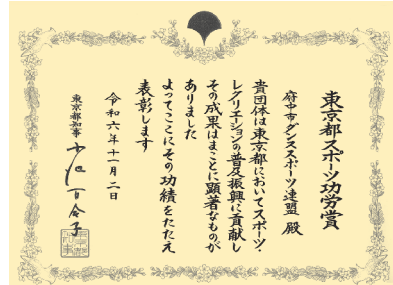 東京都スポーツ功労賞
府中市ダンススポーツ連盟 殿
貴団体は東京都においてスポーツ・
レクリエーションの普及振興に貢献し
その成果はまことに顕著なものが
ありました
よってここにその功績をたたえ
表彰します
令和六年十一月二日
東京都知事 小池百合子